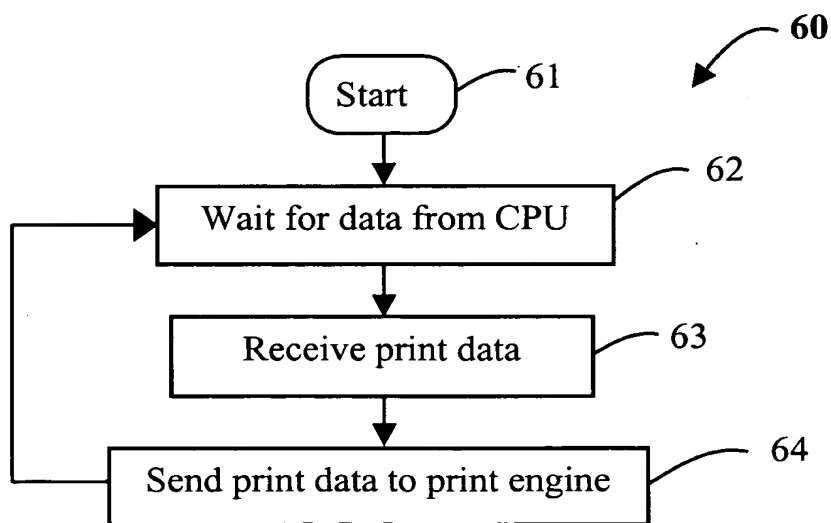 60
Start
61
Wait for data from CPU
62
Receive print data
63
Send print data to print engine
64